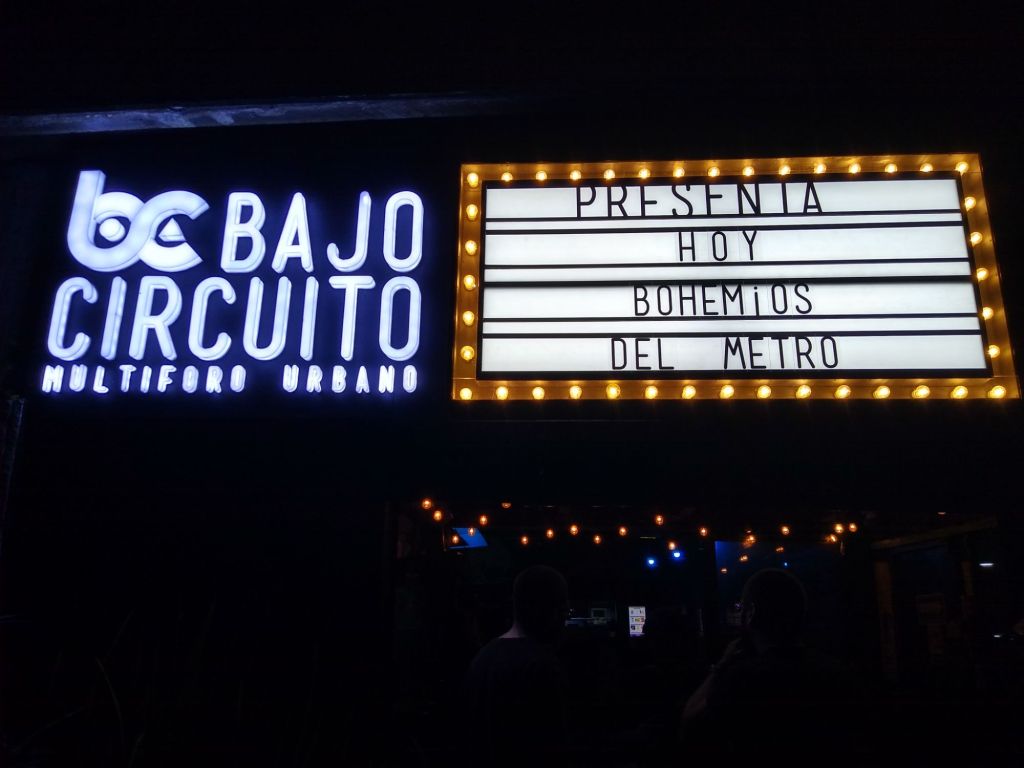 bc BAJO
CIRCUITO
MULTIFORO URBANO
PRESENTA
HOY
BOHEMiOS
DEL METRO